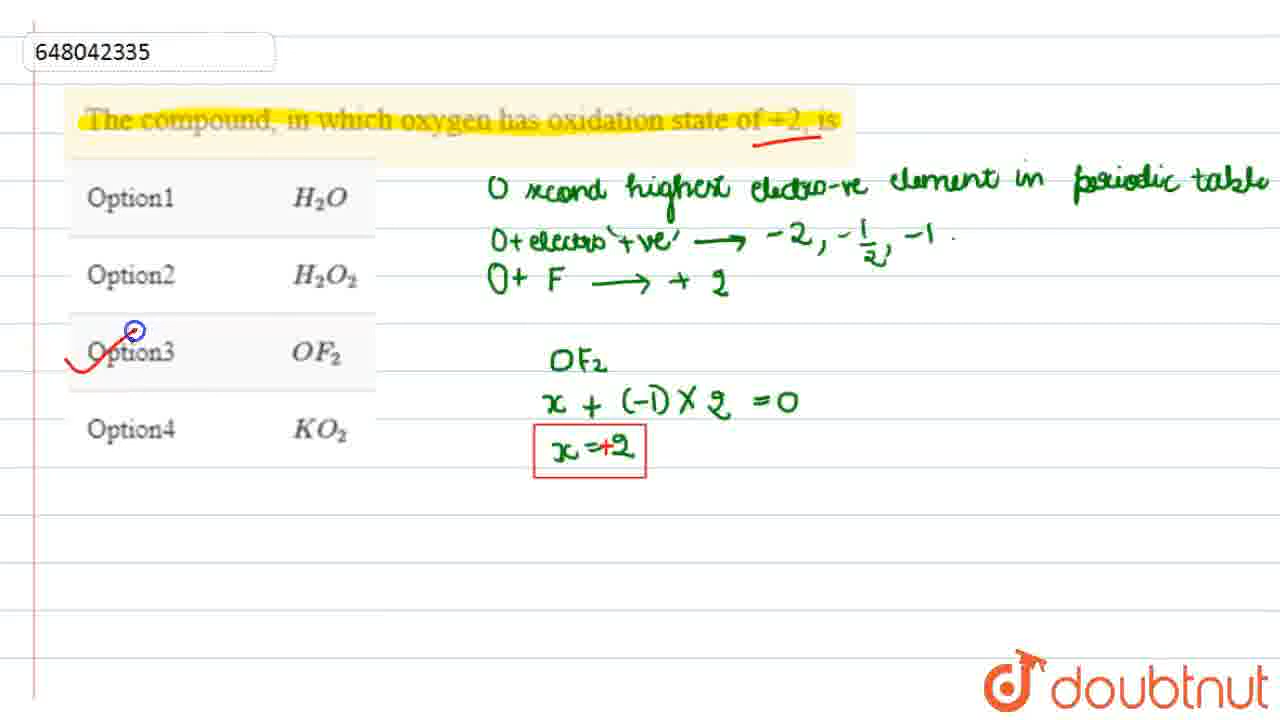 648042335
The compound, in which oxygen has oxidation state of +2, is
Option1 H₂O
Option2 H₂O₂
Option3 OF₂
Option4 KO₂
O second highest electro-ve element in periodic table
O+electro '+ve' → -2, -1/2, -1.
O+ F → + 2
OF₂
x + (-1) X 2 = 0
x = +2
doubtnut